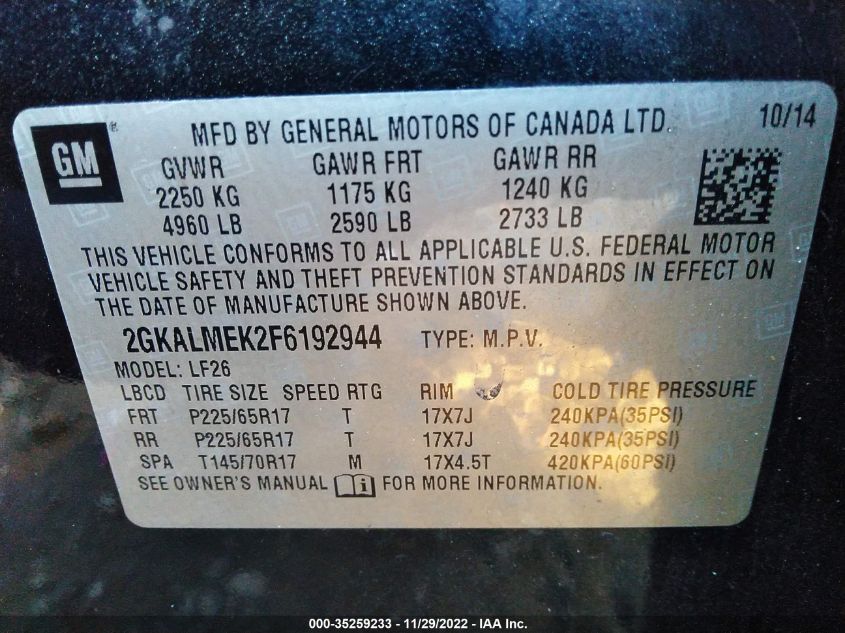 GM ® MFD BY GENERAL MOTORS OF CANADA LTD. 10/14
GVWR GAWR FRT GAWR RR
2250 KG 1175 KG 1240 KG
4960 LB 2590 LB 2733 LB
THIS VEHICLE CONFORMS TO ALL APPLICABLE U.S. FEDERAL MOTOR
VEHICLE SAFETY AND THEFT PREVENTION STANDARDS IN EFFECT ON
THE DATE OF MANUFACTURE SHOWN ABOVE.
2GKALMEK2F6192944 TYPE: M.P.V.
MODEL: LF26
LBCD TIRE SIZE SPEED RTG RIM COLD TIRE PRESSURE
FRT P225/65R17 T 17X7J 240KPA(35PSI)
RR P225/65R17 T 17X7J 240KPA(35PSI)
SPA T145/70R17 M 17X4.5T 420KPA(60PSI)
SEE OWNER'S MANUAL FOR MORE INFORMATION.
000-35259233 - 11/29/2022 - IAA Inc.